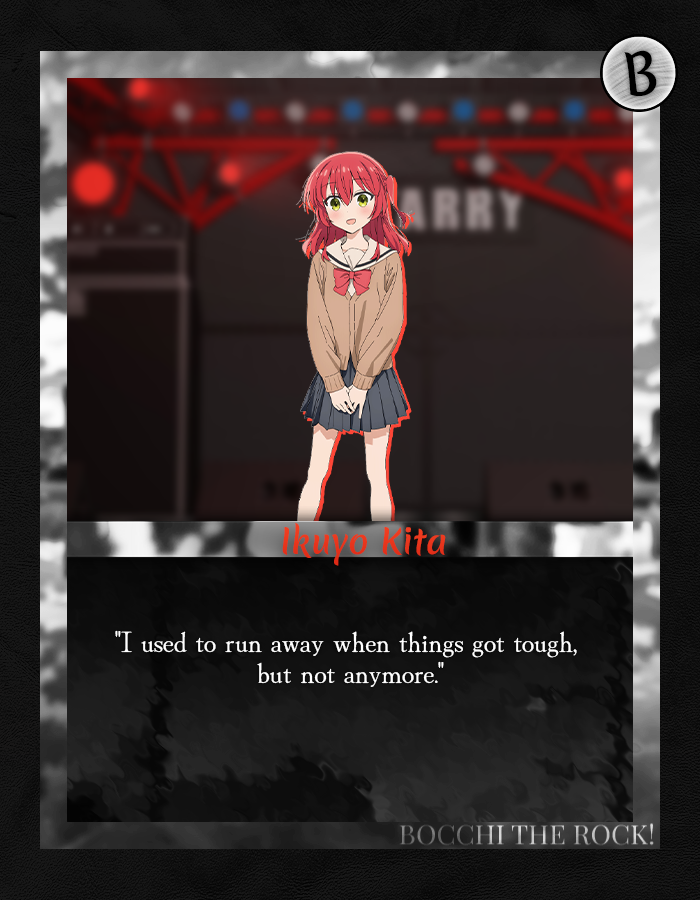 B
ARRY
Ikuyo Kita
"I used to run away when things got tough,
but not anymore."
BOCCHI THE ROCK!